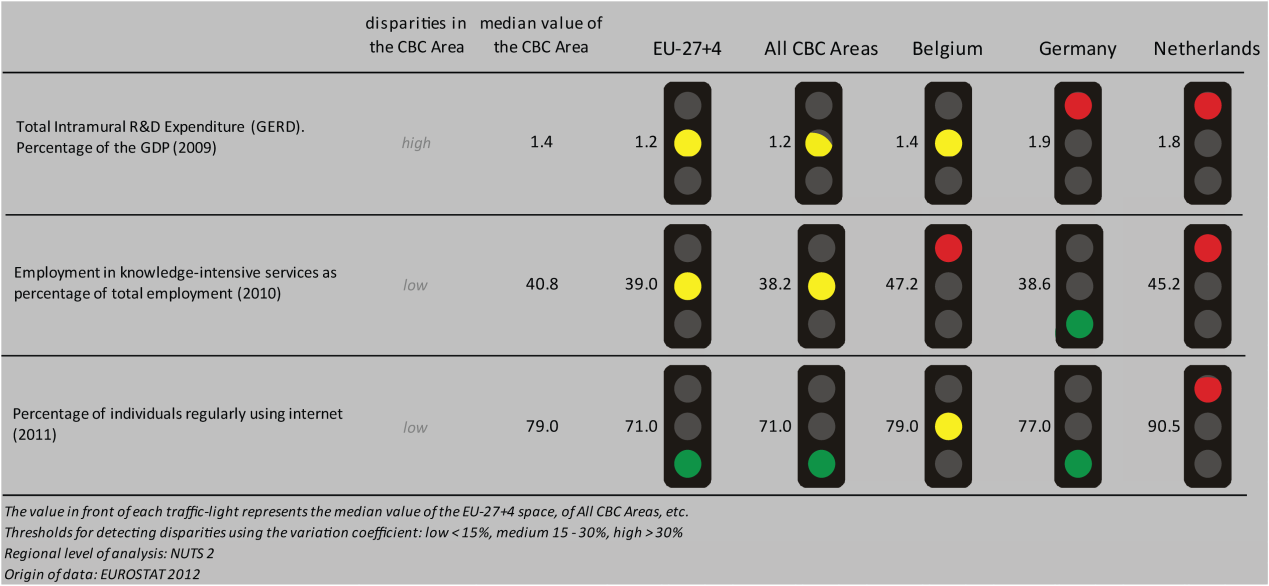 disparities in the CBC Area
median value of the CBC Area
EU-27+4
All CBC Areas
Belgium
Germany
Netherlands
Total Intramural R&D Expenditure (GERD).
Percentage of the GDP (2009)
high
1.4
1.2
1.2
1.4
1.9
1.8
Employment in knowledge-intensive services as
percentage of total employment (2010)
low
40.8
39.0
38.2
47.2
38.6
45.2
Percentage of individuals regularly using internet
(2011)
low
79.0
71.0
71.0
79.0
77.0
90.5
The value in front of each traffic-light represents the median value of the EU-27+4 space, of All CBC Areas, etc.
Thresholds for detecting disparities using the variation coefficient: low < 15%, medium 15 - 30%, high > 30%
Regional level of analysis: NUTS 2
Origin of data: EUROSTAT 2012